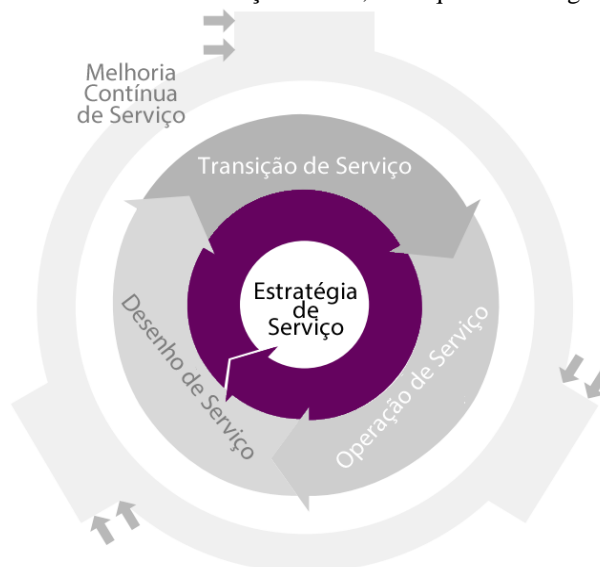 Melhoria
Contínua
de Serviço
Transição de Serviço
Estratégia
de
Serviço
Desenho de Serviço
Operação de Serviço